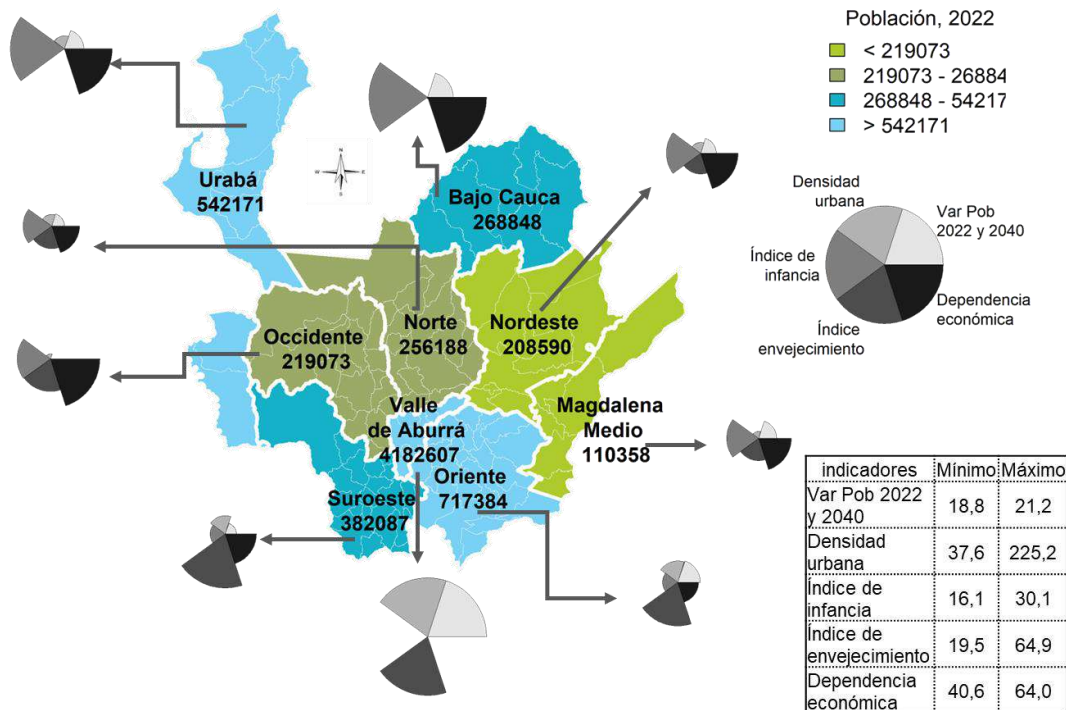 Población, 2022
< 219073
219073 - 26884
268848 - 54217
> 542171
N
W
E
S
Urabá
542171
Bajo Cauca
268848
Densidad
urbana
Var Pob
2022 y 2040
Índice de
infancia
Dependencia
económica
Índice
envejecimiento
Occidente
219073
Norte
256188
Nordeste
208590
Valle
de Aburrá
4182607
Magdalena
Medio
110358
Oriente
717384
Suroeste
382087
indicadores Mínimo Máximo
Var Pob 2022
y 2040 18,8 21,2
Densidad
urbana 37,6 225,2
Índice de
infancia 16,1 30,1
Índice de
envejecimiento 19,5 64,9
Dependencia
económica 40,6 64,0